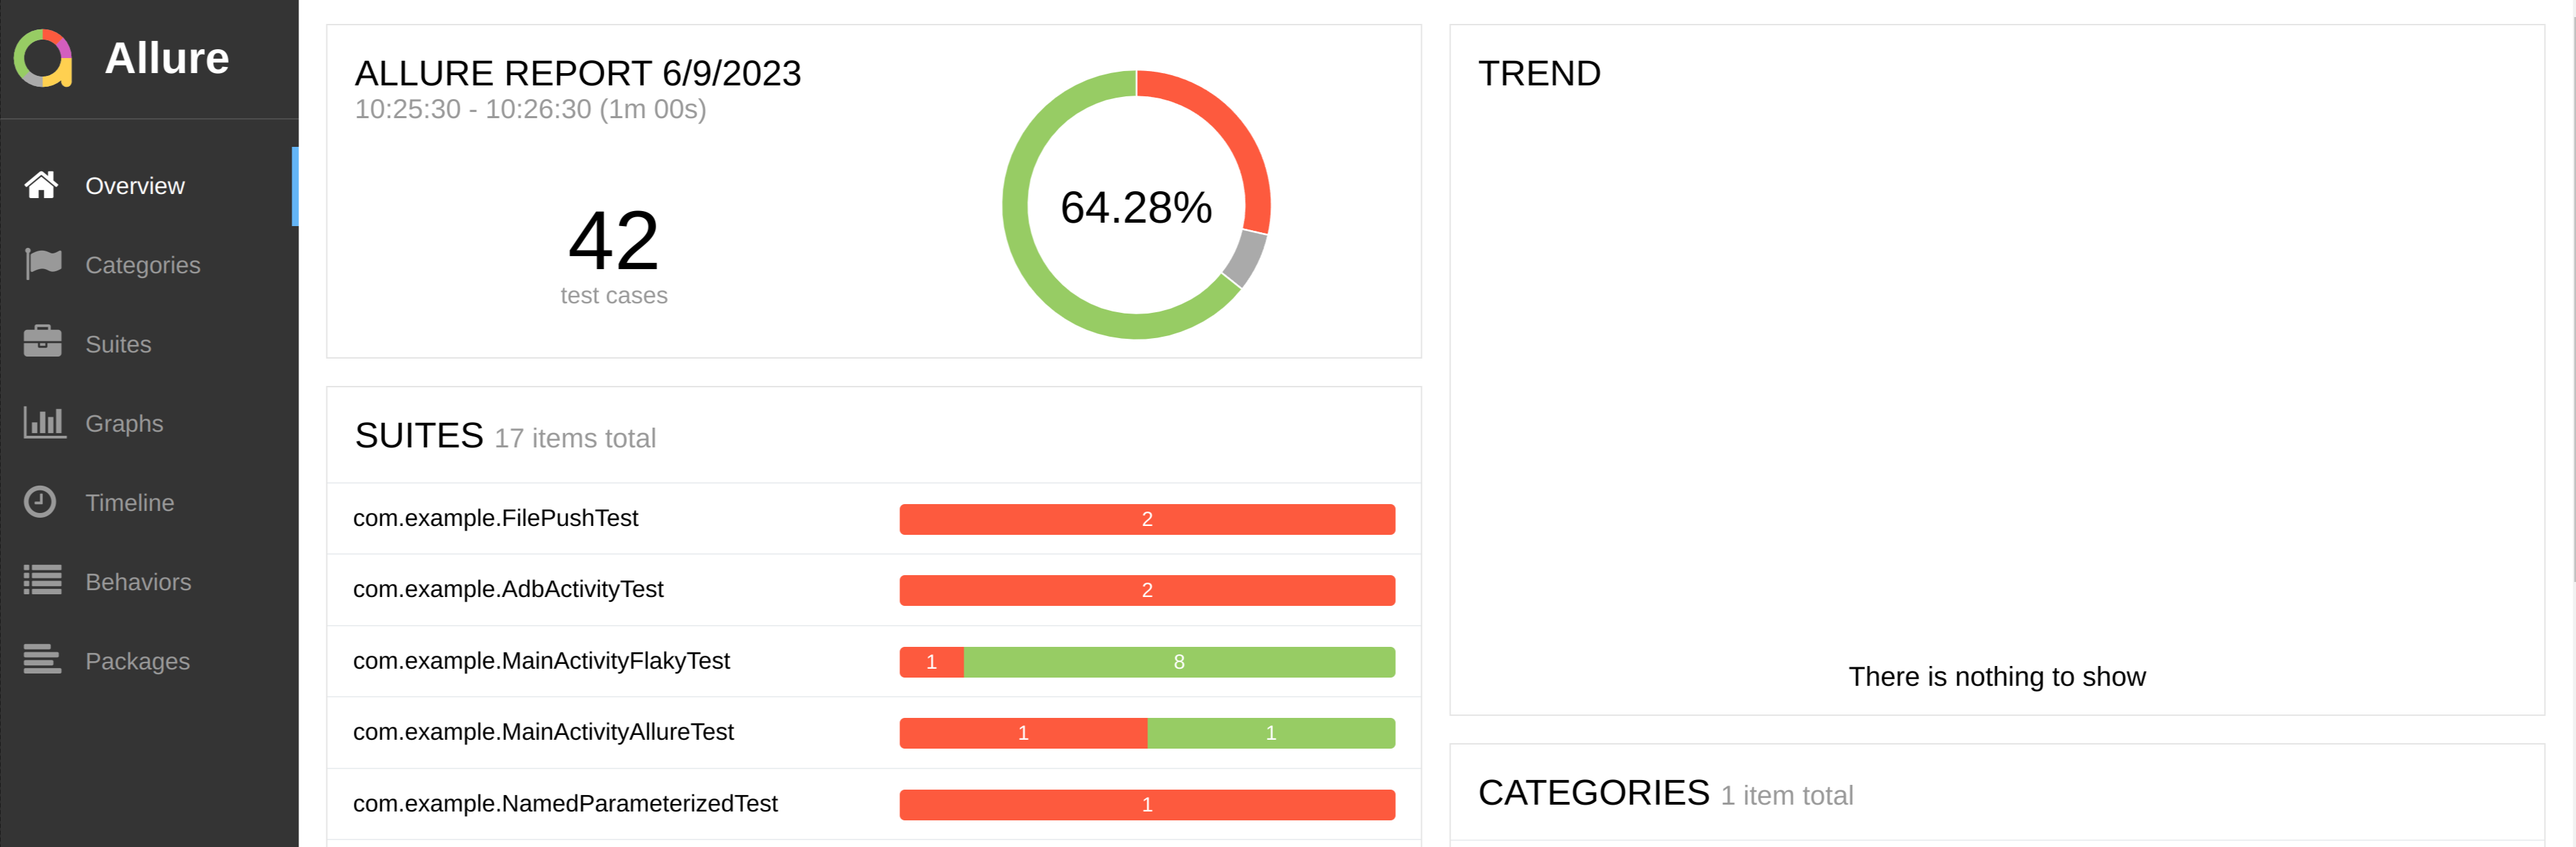 Allure
Overview
Categories
Suites
Graphs
Timeline
Behaviors
Packages
ALLURE REPORT 6/9/2023
10:25:30 - 10:26:30 (1m 00s)
42
test cases
64.28%
SUITES 17 items total
com.example.FilePushTest 2
com.example.AdbActivityTest 2
com.example.MainActivityFlakyTest 1 8
com.example.MainActivityAllureTest 1 1
com.example.NamedParameterizedTest 1
TREND
There is nothing to show
CATEGORIES 1 item total